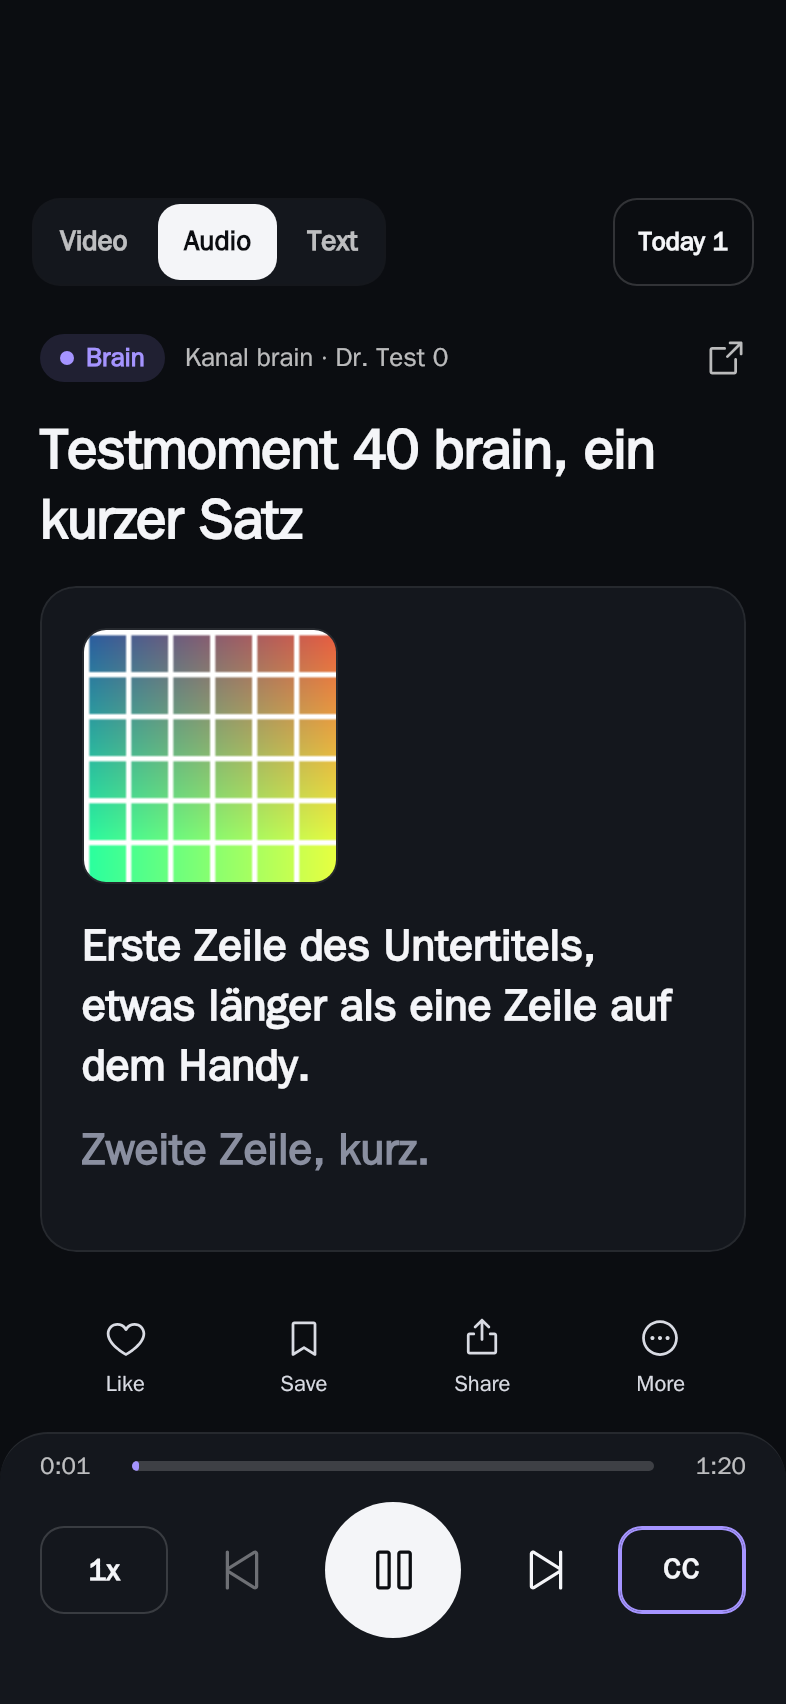 Video Audio Text Today 1
Brain Kanal brain · Dr. Test 0
Testmoment 40 brain, ein
kurzer Satz
Erste Zeile des Untertitels,
etwas länger als eine Zeile auf
dem Handy.
Zweite Zeile, kurz.
Like Save Share More
0:01 1:20
1x CC